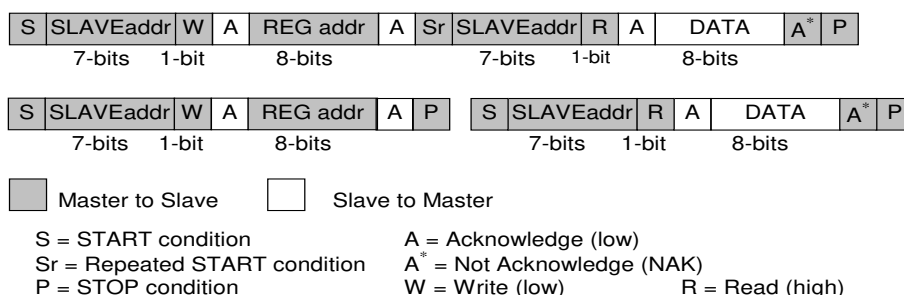 S SLAVEaddr W A REG addr A Sr SLAVEaddr R A DATA A* P
7-bits 1-bit 8-bits 7-bits 1-bit 8-bits
S SLAVEaddr W A REG addr A P S SLAVEaddr R A DATA A* P
7-bits 1-bit 8-bits 7-bits 1-bit 8-bits
Master to Slave Slave to Master
S = START condition A = Acknowledge (low)
Sr = Repeated START condition A* = Not Acknowledge (NAK)
P = STOP condition W = Write (low) R = Read (high)